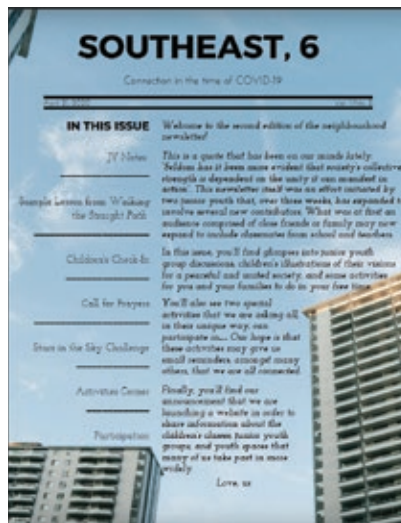 SOUTHEAST, 6
Connection in the time of COVID-19
2020
IN THIS ISSUE
JY Notes
Sample Lesson from Walking
the Straight Path
Children's Check-In
Call for Prayers
Stars in the Sky Challenge
Activities Corner
Participation
Welcome to the second edition of the neighbourhood
newsletter!
This is a quote that has been on our minds lately:
'Seldom has it been more evident that society's collective
strength is dependent on the unity it can manifest in
action'. This newsletter itself was an effort initiated by
two junior youth that, over three weeks, has expanded to
involve several new contributors. What was at first an
audience comprised of close friends or family may now
expand to include classmates from school and teachers.
In this issue, you'll find glimpses into junior youth
group discussions, children's illustrations of their visions
for a peaceful and united society, and some activities
for you and your families to do in your free time.
You'll also see two special
activities that we are asking all,
in their unique way, can
participate in.... Our hope is that
these activities may give us
small reminders, amongst many
others, that we are all connected.
Finally, you'll find our
announcement that we are
launching a website in order to
share information about the
children's classes, junior youth
groups, and youth spaces that
many of us take part in more
widely.
Love, us